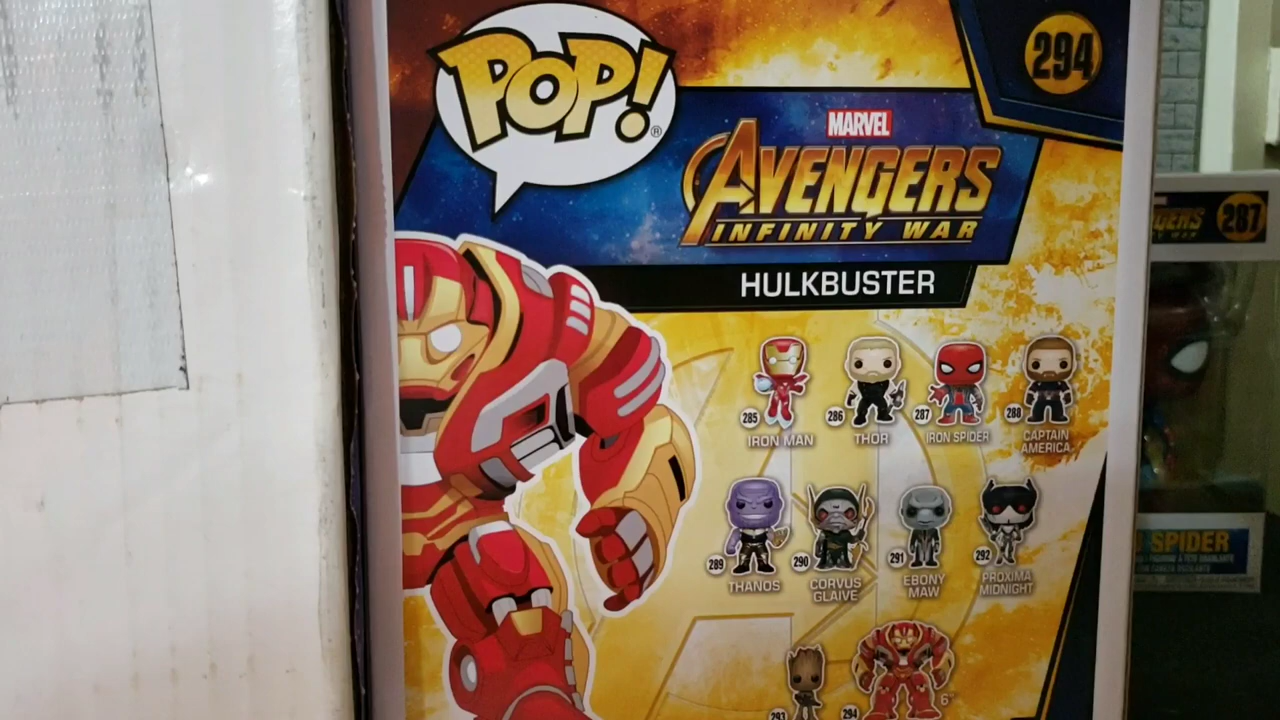 POP!®
294
MARVEL
AVENGERS
INFINITY WAR
HULKBUSTER
285
IRON MAN
286
THOR
287
IRON SPIDER
288
CAPTAIN
AMERICA
289
THANOS
290
CORVUS
GLAIVE
291
EBONY
MAW
292
PROXIMA
MIDNIGHT
293
294
6"
287
SPIDER